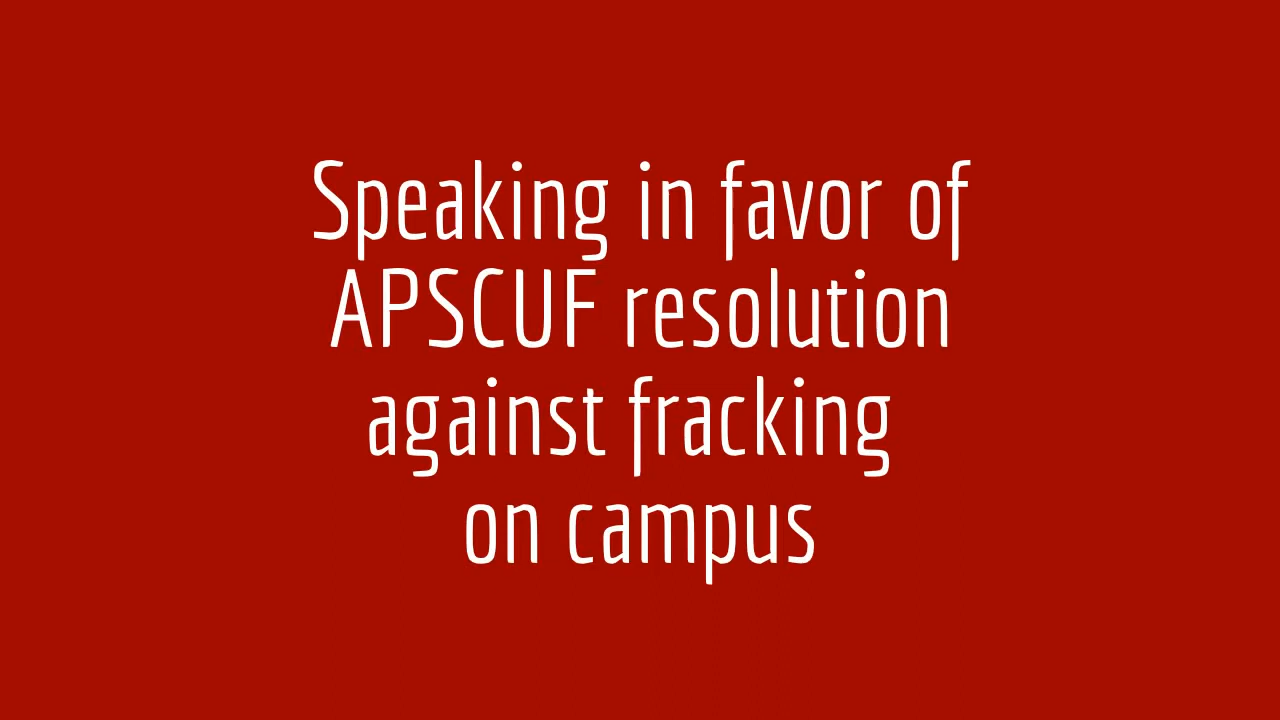 Speaking in favor of
APSCUF resolution
against fracking
on campus